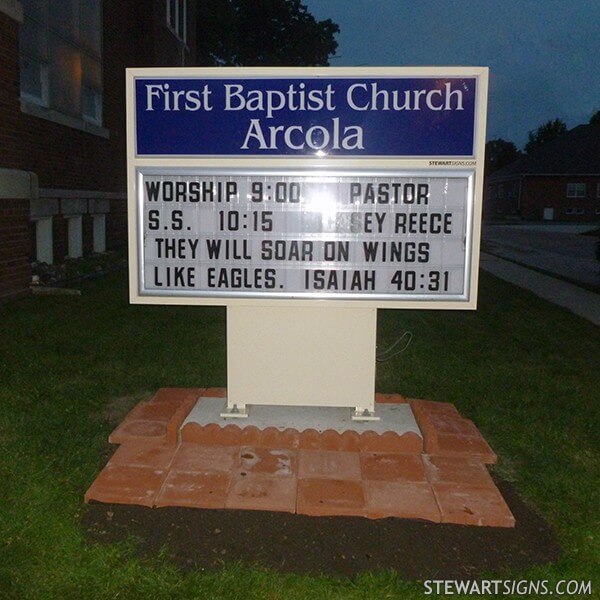 First Baptist Church
Arcola
STEWARTSIGNS.COM
WORSHIP 9:00 PASTOR
S.S. 10:15 REECE
THEY WILL SOAR ON WINGS
LIKE EAGLES. ISAIAH 40:31
STEWARTSIGNS.COM